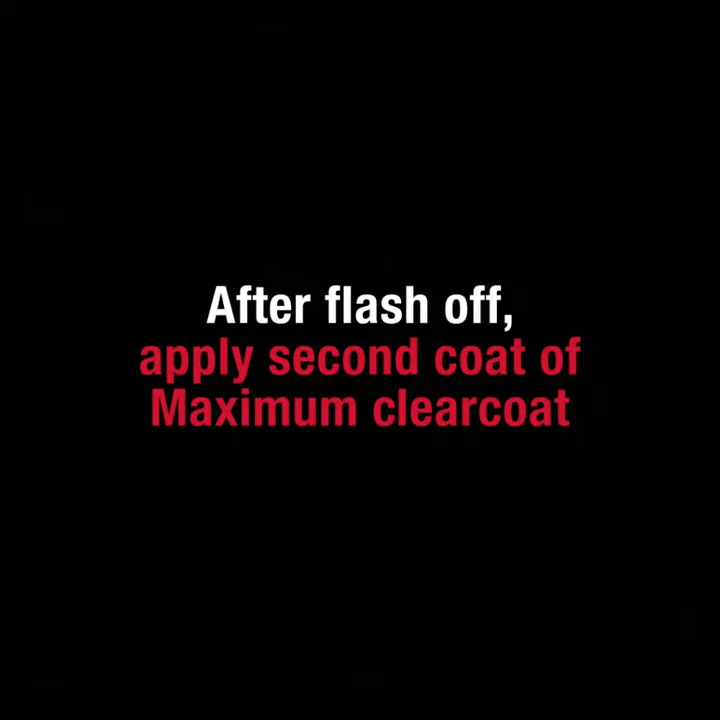 After flash off,
apply second coat of
Maximum clearcoat